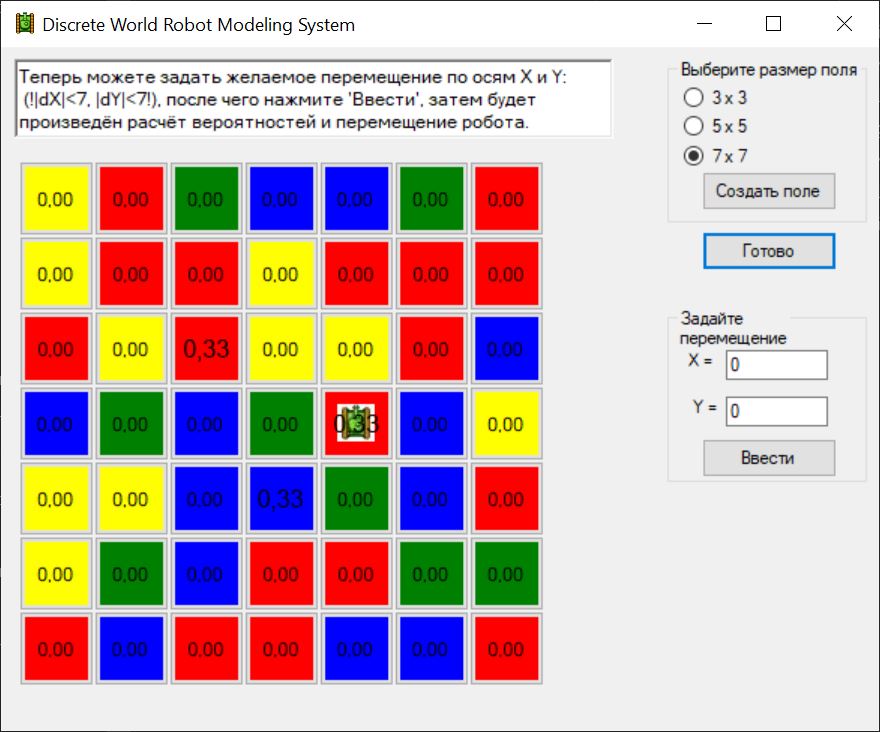 Discrete World Robot Modeling System
Теперь можете задать желаемое перемещение по осям X и Y:
(!|dX|<7, |dY|<7!), после чего нажмите 'Ввести', затем будет
произведён расчёт вероятностей и перемещение робота.
0,00 0,00 0,00 0,00 0,00 0,00 0,00
0,00 0,00 0,00 0,00 0,00 0,00 0,00
0,00 0,00 0,33 0,00 0,00 0,00 0,00
0,00 0,00 0,00 0,00 0,33 0,00 0,00
0,00 0,00 0,00 0,33 0,00 0,00 0,00
0,00 0,00 0,00 0,00 0,00 0,00 0,00
0,00 0,00 0,00 0,00 0,00 0,00 0,00
Выберите размер поля
3 x 3
5 x 5
7 x 7
Создать поле
Готово
Задайте
перемещение
X = 0
Y = 0
Ввести